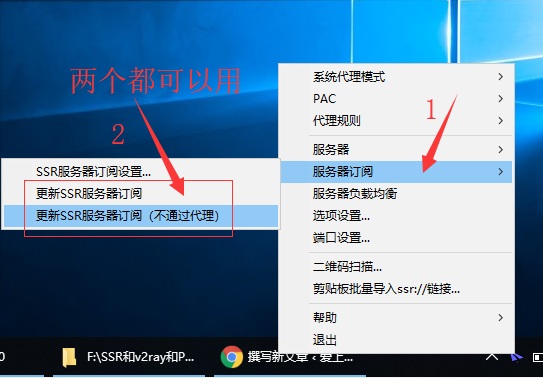 两个都可以用
2
1
系统代理模式
PAC
代理规则
服务器
服务器订阅
服务器负载均衡
选项设置...
端口设置...
二维码扫描...
剪贴板批量导入ssr://链接...
帮助
退出
SSR服务器订阅设置...
更新SSR服务器订阅
更新SSR服务器订阅（不通过代理）
0
F:\SSR和v2ray和P...
撰写新文章 ‹ 爱上...